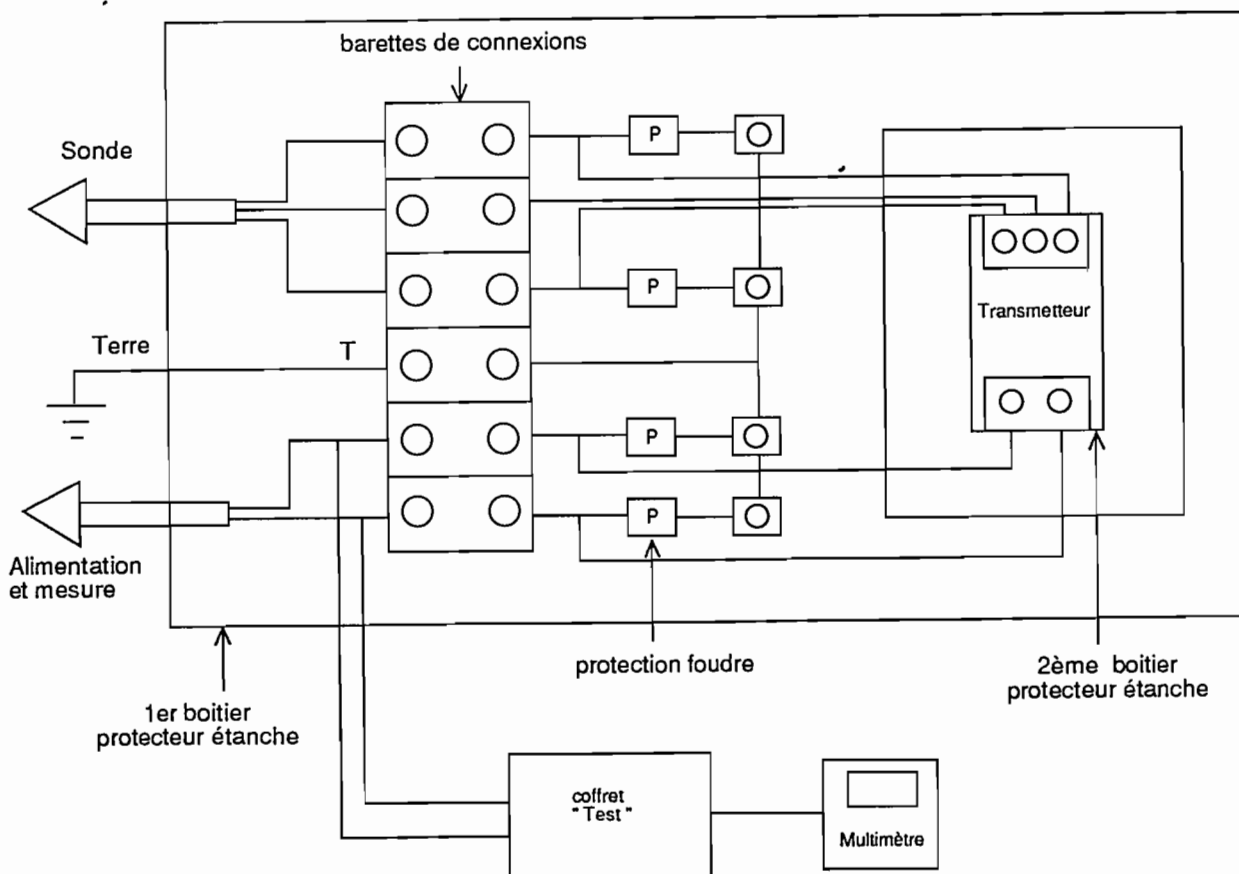 barettes de connexions
Sonde
P
P
Transmetteur
Terre
T
P
P
Alimentation
et mesure
protection foudre
2ème boitier
protecteur étanche
1er boitier
protecteur étanche
coffret
"Test"
Multimètre